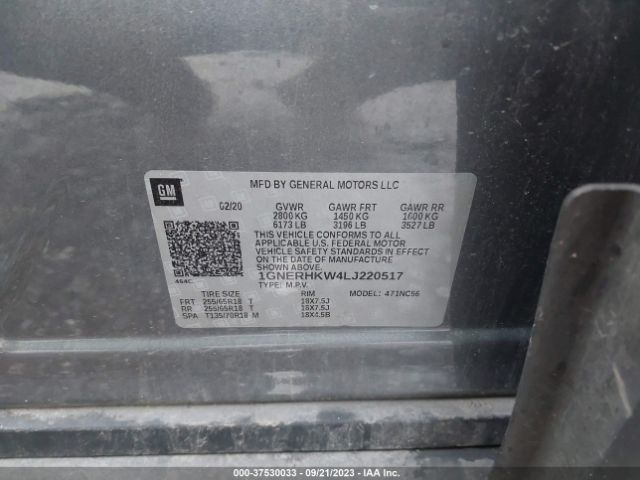 GM
MFD BY GENERAL MOTORS LLC
02/20 GVWR GAWR FRT GAWR RR
2800 KG 1450 KG 1600 KG
6173 LB 3196 LB 3527 LB
THIS VEHICLE CONFORMS TO ALL
APPLICABLE U.S. FEDERAL MOTOR
VEHICLE SAFETY STANDARDS IN EFFECT
ON THE DATE OF MANUFACTURE
SHOWN ABOVE.
464C 1GNERHKW4LJ220517
TYPE: M.P.V. MODEL: 471NC56
TIRE SIZE RIM
FRT 255/65R18 T 18X7.5J
RR 255/65R18 T 18X7.5J
SPA T135/70R18 M 18X4.5B
000-37530033 - 09/21/2023 - IAA Inc.